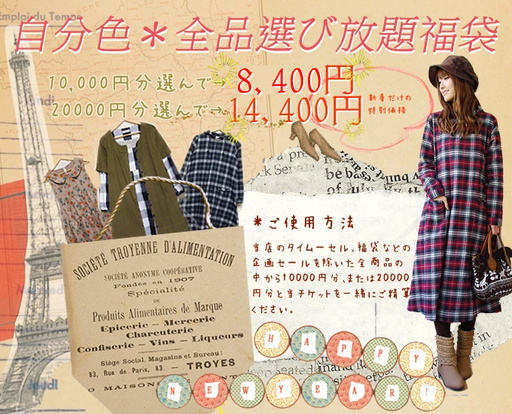 Emploi du Temps
自分色＊全品選び放題福袋
10,000円分選んで→8,400円
20000円分選んで→14,400円
新春だけの
特別価格
＊ご使用方法
当店のタイムーセル、福袋などの
企画セールを除いた全商品の
中から10000円分、または20000
円分と当チケットを一緒にご精算
ください。
SOCIÉTÉ TROYENNE D'ALIMENTATION
SOCIÉTÉ ANONYME COOPÉRATIVE
Fondée en 1907
Spécialité
DE
Produits Alimentaires de Marque
Epicerie - Mercerie
Charcuterie
Confiserie - Vins - Liqueurs
Siège Social, Magasins et Bureau:
83, Rue de Paris, 83. - TROYES
HAPPY
NEW YEAR!
Jeudi